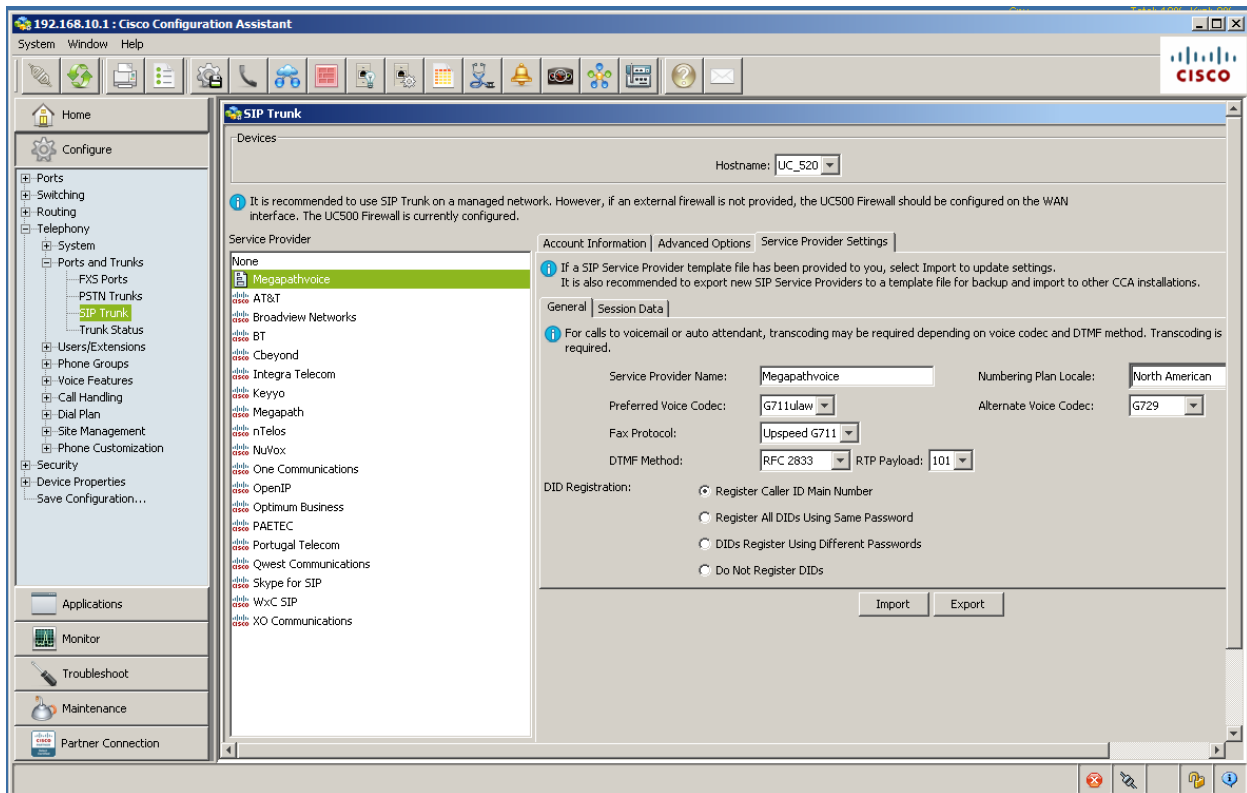 192.168.10.1 : Cisco Configuration Assistant
System Window Help
CISCO
Home
Configure
Ports
Switching
Routing
Telephony
System
Ports and Trunks
FXS Ports
PSTN Trunks
SIP Trunk
Trunk Status
Users/Extensions
Phone Groups
Voice Features
Call Handling
Dial Plan
Site Management
Phone Customization
Security
Device Properties
Save Configuration...
Applications
Monitor
Troubleshoot
Maintenance
Partner Connection
SIP Trunk
Devices
Hostname: UC_520
It is recommended to use SIP Trunk on a managed network. However, if an external firewall is not provided, the UC500 Firewall should be configured on the WAN
interface. The UC500 Firewall is currently configured.
Service Provider
None
Megapathvoice
AT&T
Broadview Networks
BT
Cbeyond
Integra Telecom
Keyyo
Megapath
nTelos
NuVox
One Communications
OpenIP
Optimum Business
PAETEC
Portugal Telecom
Qwest Communications
Skype for SIP
WxC SIP
XO Communications
Account Information Advanced Options Service Provider Settings
If a SIP Service Provider template file has been provided to you, select Import to update settings.
It is also recommended to export new SIP Service Providers to a template file for backup and import to other CCA installations.
General Session Data
For calls to voicemail or auto attendant, transcoding may be required depending on voice codec and DTMF method. Transcoding is
required.
Service Provider Name: Megapathvoice Numbering Plan Locale: North American
Preferred Voice Codec: G711ulaw Alternate Voice Codec: G729
Fax Protocol: Upspeed G711
DTMF Method: RFC 2833 RTP Payload: 101
DID Registration: Register Caller ID Main Number
Register All DIDs Using Same Password
DIDs Register Using Different Passwords
Do Not Register DIDs
Import Export